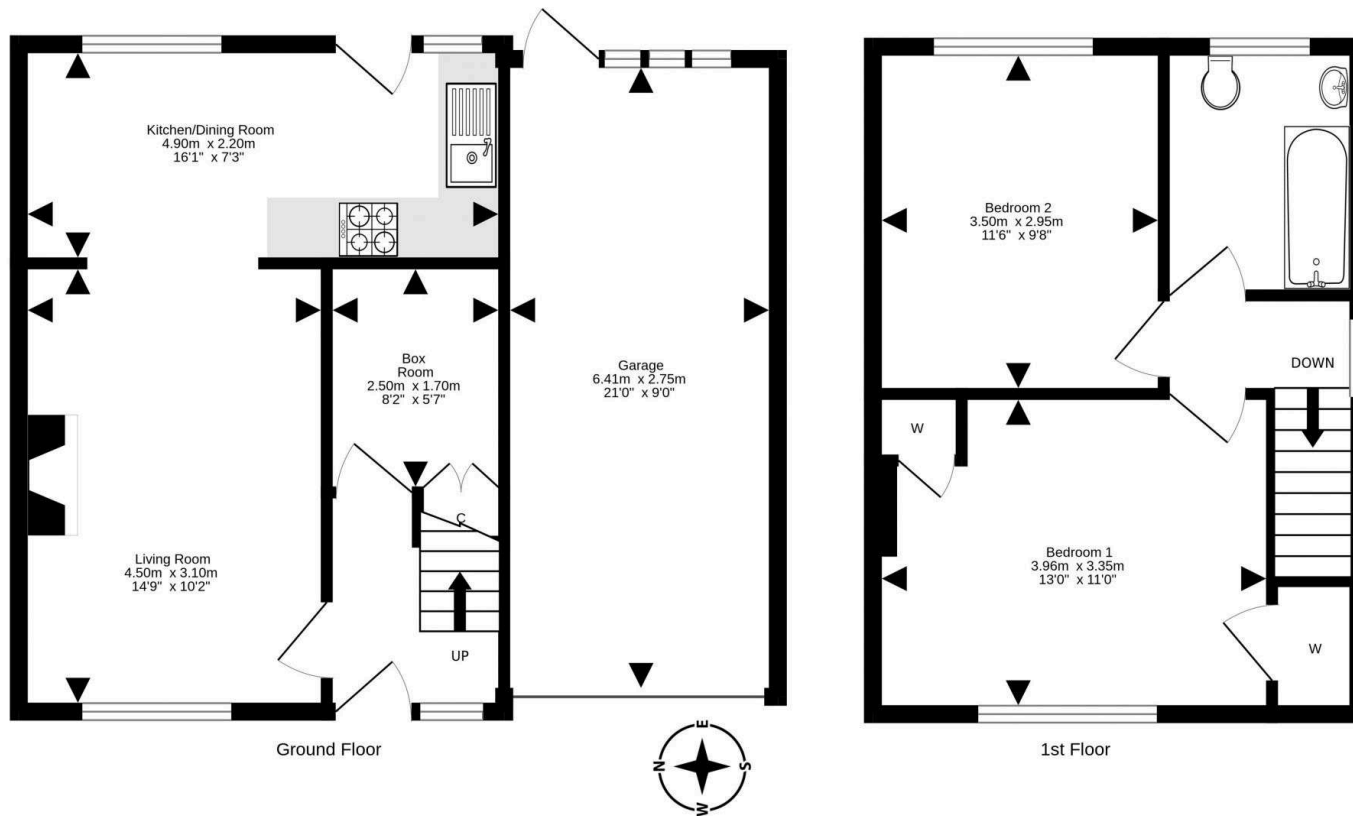 Kitchen/Dining Room
4.90m x 2.20m
16'1" x 7'3"
Box
Room
2.50m x 1.70m
8'2" x 5'7"
Garage
6.41m x 2.75m
21'0" x 9'0"
C
Living Room
4.50m x 3.10m
14'9" x 10'2"
UP
Ground Floor
Bedroom 2
3.50m x 2.95m
11'6" x 9'8"
DOWN
W
Bedroom 1
3.96m x 3.35m
13'0" x 11'0"
W
1st Floor
E
N
S
W